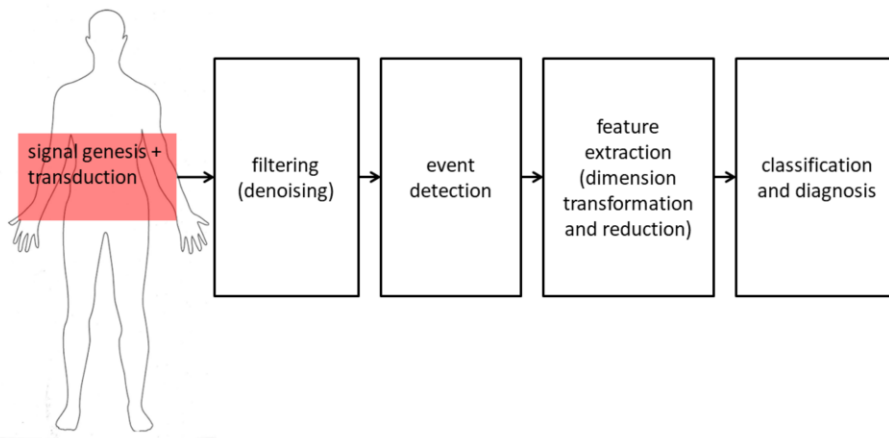 signal genesis +
transduction
filtering
(denoising)
event
detection
feature
extraction
(dimension
transformation
and reduction)
classification
and diagnosis